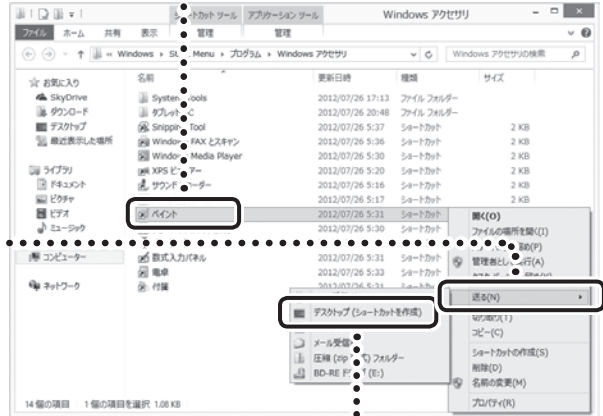 ショートカット ツール アプリケーション ツール Windows アクセサリ
ファイル ホーム 共有 表示 管理 管理
« Windows ▸ St Menu ▸ プログラム ▸ Windows アクセサリ Windows アクセサリの検索
お気に入り
SkyDrive
ダウンロード
デスクトップ
最近表示した場所
ライブラリ
ドキュメント
ピクチャ
ビデオ
ミュージック
コンピューター
ネットワーク
名前 更新日時 種類 サイズ
System ools 2012/07/26 17:13 ファイル フォルダー
タブレット C 2012/07/26 20:48 ファイル フォルダー
Snippin Tool 2012/07/26 5:37 ショートカット 2 KB
Window FAX とスキャン 2012/07/26 5:36 ショートカット 2 KB
Window Media Player 2012/07/26 5:30 ショートカット 2 KB
XPS ビ アー 2012/07/26 5:20 ショートカット 2 KB
サウンド コーダー 2012/07/26 5:16 ショートカット 2 KB
2012/07/26 5:17 ショートカット 2 KB
ペイント 2012/07/26 5:31 ショートカット
2012/07/26 5:30 ショートカット
数式入力パネル 2012/07/26 5:31 ショートカット
電卓 2012/07/26 5:33 ショートカット
付箋
開く(O)
ファイルの場所を開く(I)
管理者として実行(A)
送る(N)
切り取り(T)
コピー(C)
ショートカットの作成(S)
削除(D)
名前の変更(M)
プロパティ(R)
デスクトップ (ショートカットを作成)
メール受信
圧縮 (zip 式) フォルダー
BD-RE ド (E:)
14 個の項目 1 個の項目を選択 1.08 KB